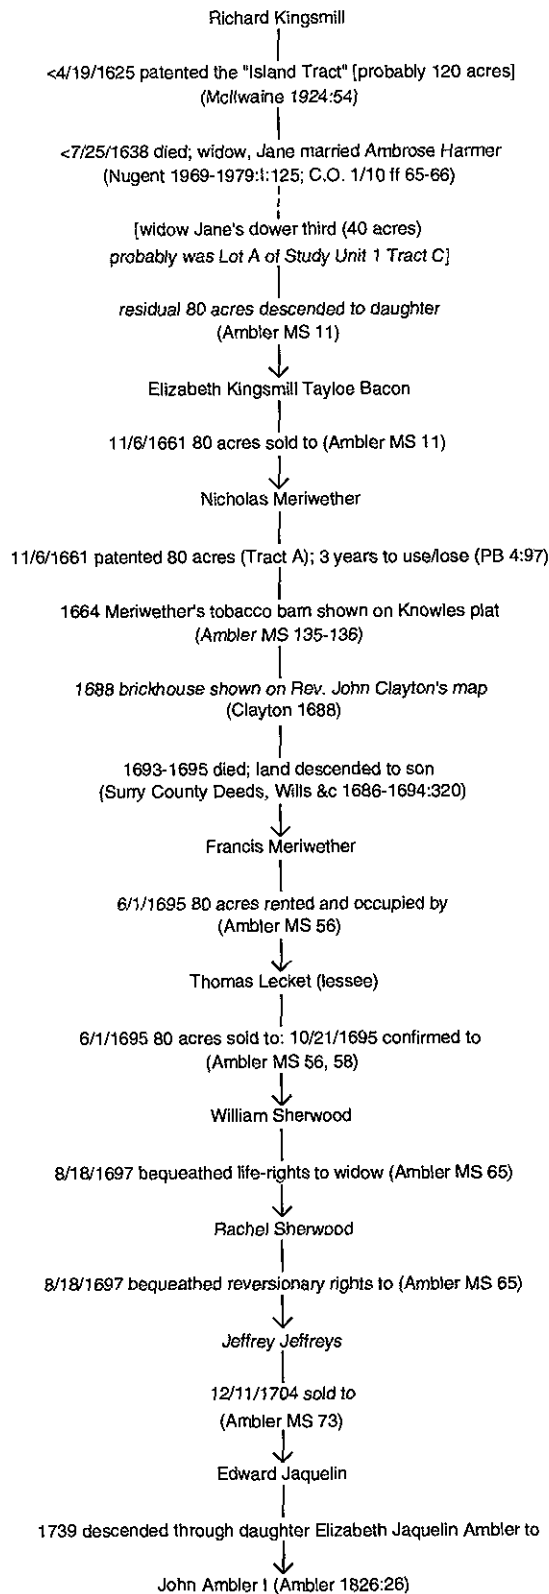 Richard Kingsmill
<4/19/1625 patented the "Island Tract" [probably 120 acres]
(McIlwaine 1924:54)
<7/25/1638 died; widow, Jane married Ambrose Harmer
(Nugent 1969-1979:I:125; C.O. 1/10 ff 65-66)
[widow Jane's dower third (40 acres)
probably was Lot A of Study Unit 1 Tract C]
residual 80 acres descended to daughter
(Ambler MS 11)
Elizabeth Kingsmill Tayloe Bacon
11/6/1661 80 acres sold to (Ambler MS 11)
Nicholas Meriwether
11/6/1661 patented 80 acres (Tract A); 3 years to use/lose (PB 4:97)
1664 Meriwether's tobacco barn shown on Knowles plat
(Ambler MS 135-136)
1688 brickhouse shown on Rev. John Clayton's map
(Clayton 1688)
1693-1695 died; land descended to son
(Surry County Deeds, Wills &c 1686-1694:320)
Francis Meriwether
6/1/1695 80 acres rented and occupied by
(Ambler MS 56)
Thomas Lecket (lessee)
6/1/1695 80 acres sold to: 10/21/1695 confirmed to
(Ambler MS 56, 58)
William Sherwood
8/18/1697 bequeathed life-rights to widow (Ambler MS 65)
Rachel Sherwood
8/18/1697 bequeathed reversionary rights to (Ambler MS 65)
Jeffrey Jeffreys
12/11/1704 sold to
(Ambler MS 73)
Edward Jaquelin
1739 descended through daughter Elizabeth Jaquelin Ambler to
John Ambler I (Ambler 1826:26)